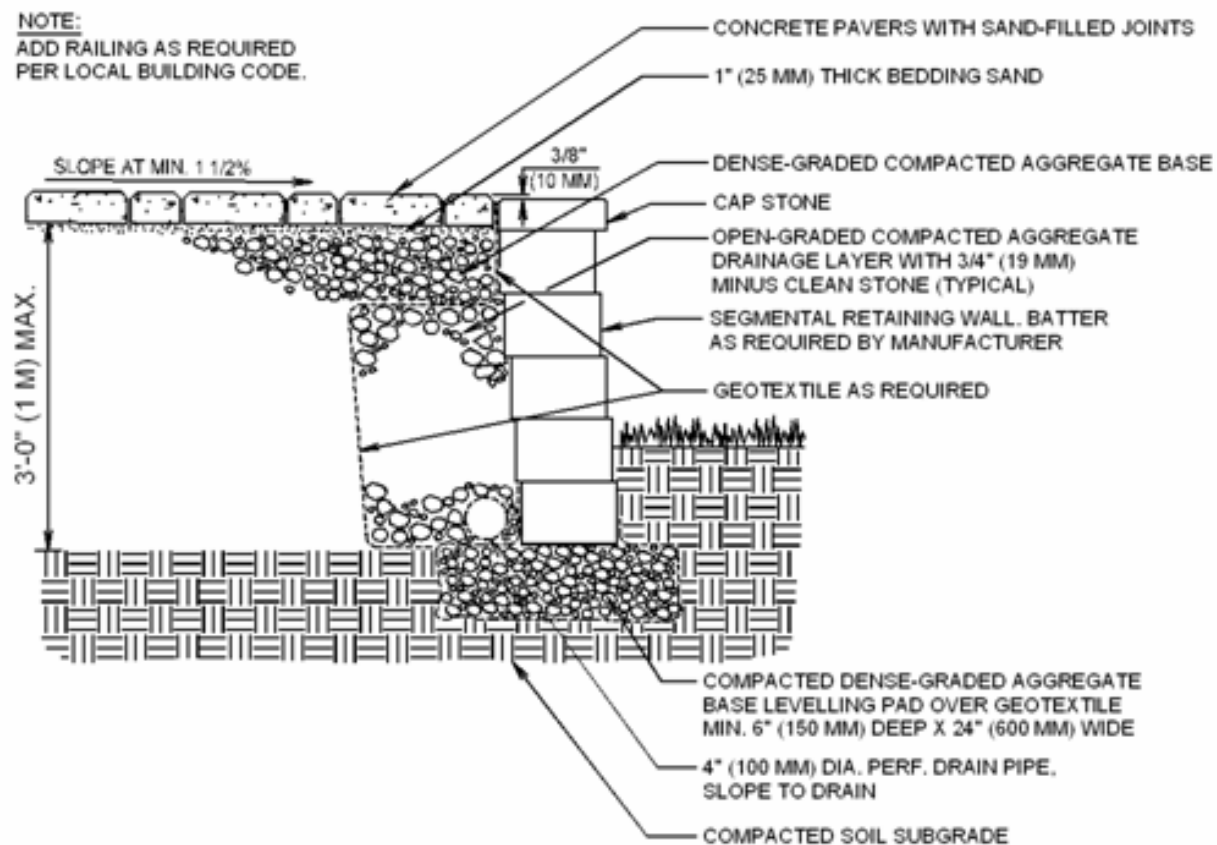 NOTE:
ADD RAILING AS REQUIRED
PER LOCAL BUILDING CODE.
CONCRETE PAVERS WITH SAND-FILLED JOINTS
1" (25 MM) THICK BEDDING SAND
SLOPE AT MIN. 1 1/2%
3/8"
(10 MM)
DENSE-GRADED COMPACTED AGGREGATE BASE
CAP STONE
OPEN-GRADED COMPACTED AGGREGATE
DRAINAGE LAYER WITH 3/4" (19 MM)
MINUS CLEAN STONE (TYPICAL)
SEGMENTAL RETAINING WALL. BATTER
AS REQUIRED BY MANUFACTURER
GEOTEXTILE AS REQUIRED
3'-0" (1 M) MAX.
COMPACTED DENSE-GRADED AGGREGATE
BASE LEVELLING PAD OVER GEOTEXTILE
MIN. 6" (150 MM) DEEP X 24" (600 MM) WIDE
4" (100 MM) DIA. PERF. DRAIN PIPE,
SLOPE TO DRAIN
COMPACTED SOIL SUBGRADE